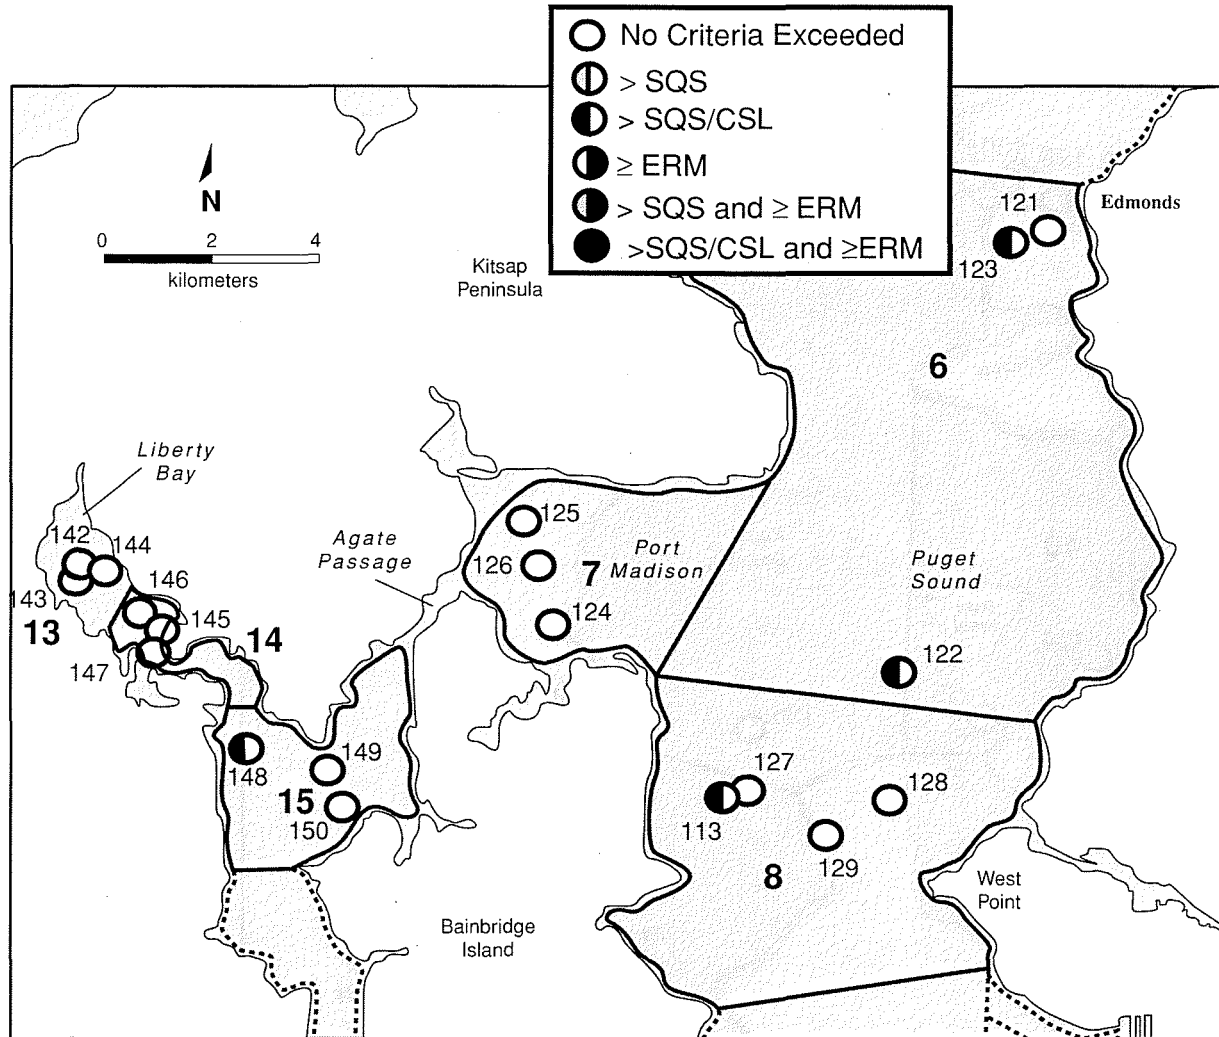 No Criteria Exceeded
> SQS
> SQS/CSL
≥ ERM
> SQS and ≥ ERM
>SQS/CSL and ≥ERM
N
0 2 4
kilometers
Kitsap
Peninsula
121
Edmonds
123
6
Liberty
Bay
Agate
Passage
125
126
7
Port
Madison
124
Puget
Sound
142
144
143
13
146
145
147
14
122
148
149
15
150
127
128
113
129
8
West
Point
Bainbridge
Island